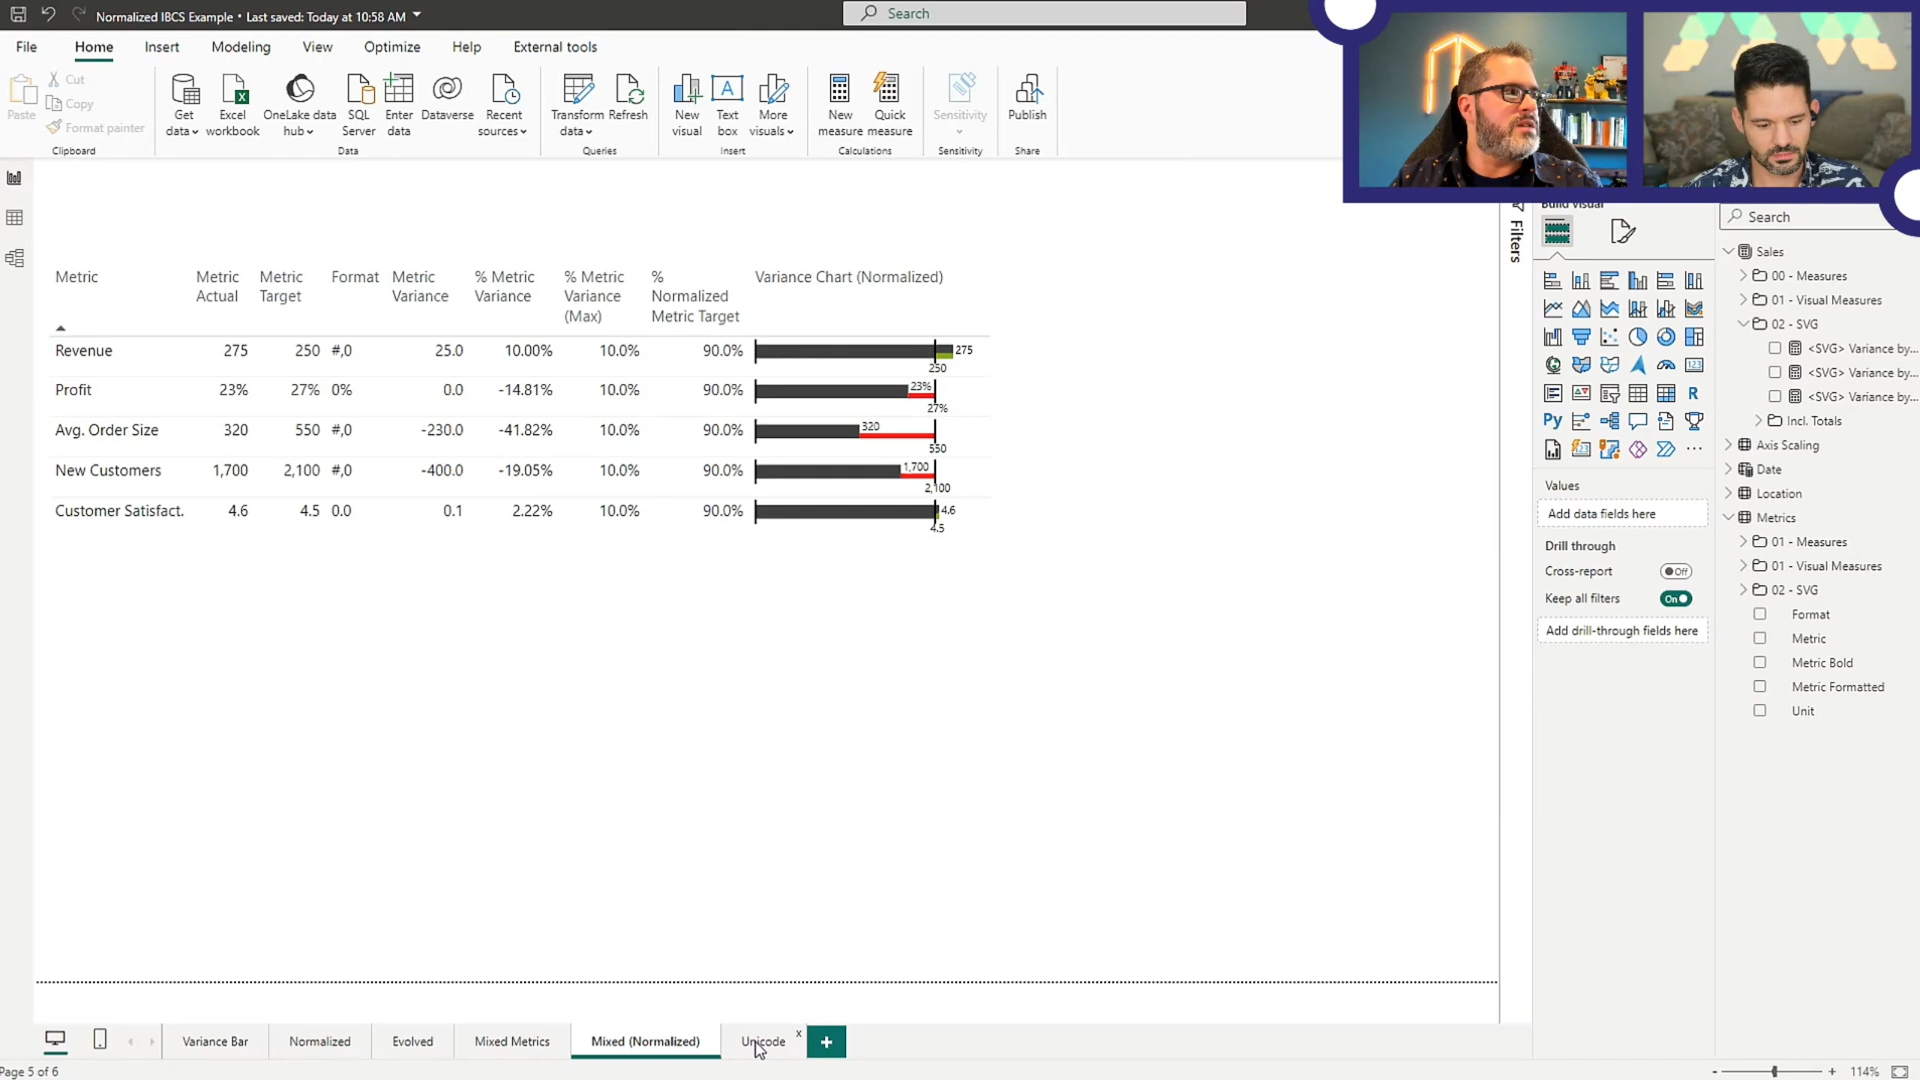 Normalized IBCS Example • Last saved: Today at 10:58 AM
Search
File
Home
Insert
Modeling
View
Optimize
Help
External tools
Paste
Cut
Copy
Format painter
Clipboard
Get data
Excel workbook
OneLake data hub
SQL Server
Enter data
Dataverse
Recent sources
Data
Transform data
Refresh
Queries
New visual
Text box
More visuals
Insert
New measure
Quick measure
Calculations
Sensitivity
Sensitivity
Publish
Share
Metric
Metric Actual
Metric Target
Format
Metric Variance
% Metric Variance
% Metric Variance (Max)
% Normalized Metric Target
Variance Chart (Normalized)
Revenue 275 250 #,0 25.0 10.00% 10.0% 90.0% 275
250
Profit 23% 27% 0% 0.0 -14.81% 10.0% 90.0% 23%
27%
Avg. Order Size 320 550 #,0 -230.0 -41.82% 10.0% 90.0% 320
550
New Customers 1,700 2,100 #,0 -400.0 -19.05% 10.0% 90.0% 1,700
2,100
Customer Satisfact. 4.6 4.5 0.0 0.1 2.22% 10.0% 90.0% 4.6
4.5
Filters
Build visual
R
Py
123
Values
Add data fields here
Drill through
Cross-report Off
Keep all filters On
Add drill-through fields here
Search
Sales
00 - Measures
01 - Visual Measures
02 - SVG
<SVG> Variance by...
<SVG> Variance by...
<SVG> Variance by...
Incl. Totals
Axis Scaling
Date
Location
Metrics
01 - Measures
01 - Visual Measures
02 - SVG
Format
Metric
Metric Bold
Metric Formatted
Unit
Variance Bar
Normalized
Evolved
Mixed Metrics
Mixed (Normalized)
Unicode
x
+
Page 5 of 6
- + 114%